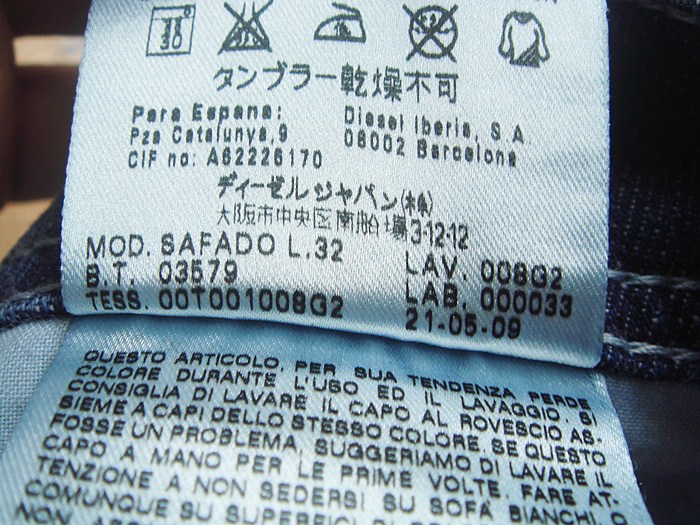 30
タンブラー乾燥不可
Para Espana:
Pza Catalunya,9
CIF no: A62226170
Diesel Iberia, S A
08002 Barcelona
ディーゼルジャパン(株)
大阪市中央区南船場3-12-12
MOD. SAFADO L.32
B.T. 03579
TESS. 00T001008G2
LAV. 008G2
LAB. 000033
21-05-09
QUESTO ARTICOLO, PER SUA TENDENZA PERDE
COLORE DURANTE L'USO ED IL LAVAGGIO. SI
CONSIGLIA DI LAVARE IL CAPO AL ROVESCIO AS-
SIEME A CAPI DELLO STESSO COLORE. SE QUESTO
FOSSE UN PROBLEMA, SUGGERIAMO DI LAVARE IL
CAPO A MANO PER LE PRIME VOLTE. FARE AT-
TENZIONE A NON SEDERSI SU SOFA' BIANCHI O
COMUNQUE SU SUPERFICI DI
NON